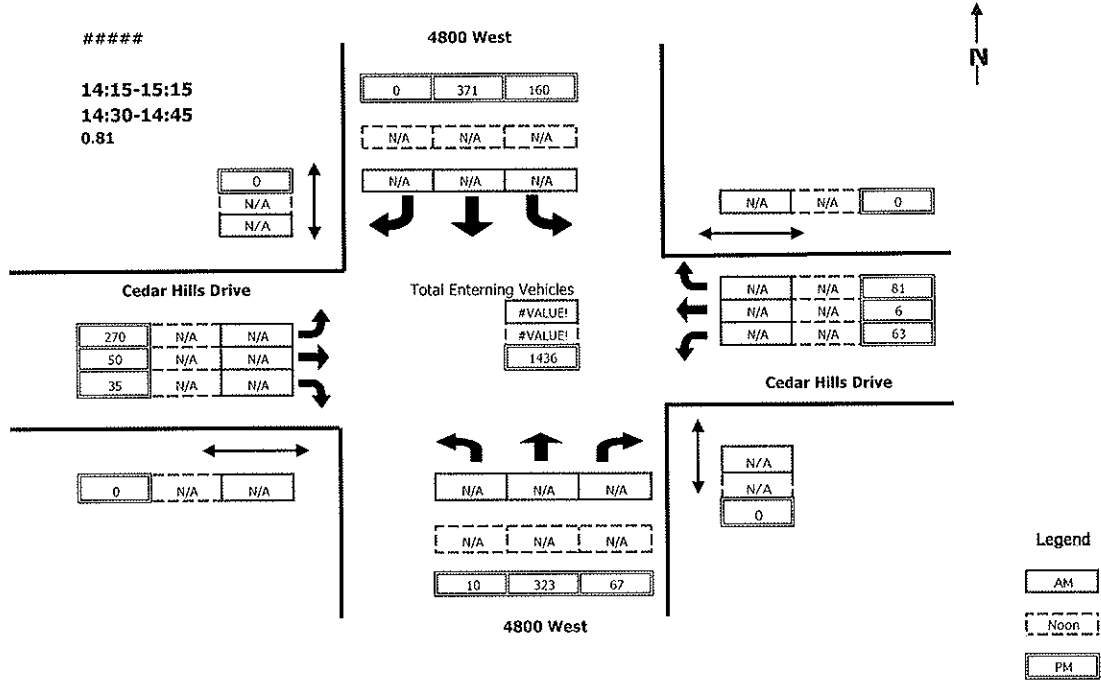 #####
4800 West
N
14:15-15:15
14:30-14:45
0.81
0 371 160
N/A N/A N/A
N/A N/A N/A
0
N/A
N/A
N/A N/A 0
Cedar Hills Drive
Total Enterning Vehicles
#VALUE!
#VALUE!
1436
N/A N/A 81
N/A N/A 6
N/A N/A 63
270 N/A N/A
50 N/A N/A
35 N/A N/A
Cedar Hills Drive
N/A
N/A
0
0 N/A N/A
N/A N/A N/A
N/A N/A N/A
10 323 67
4800 West
Legend
AM
Noon
PM